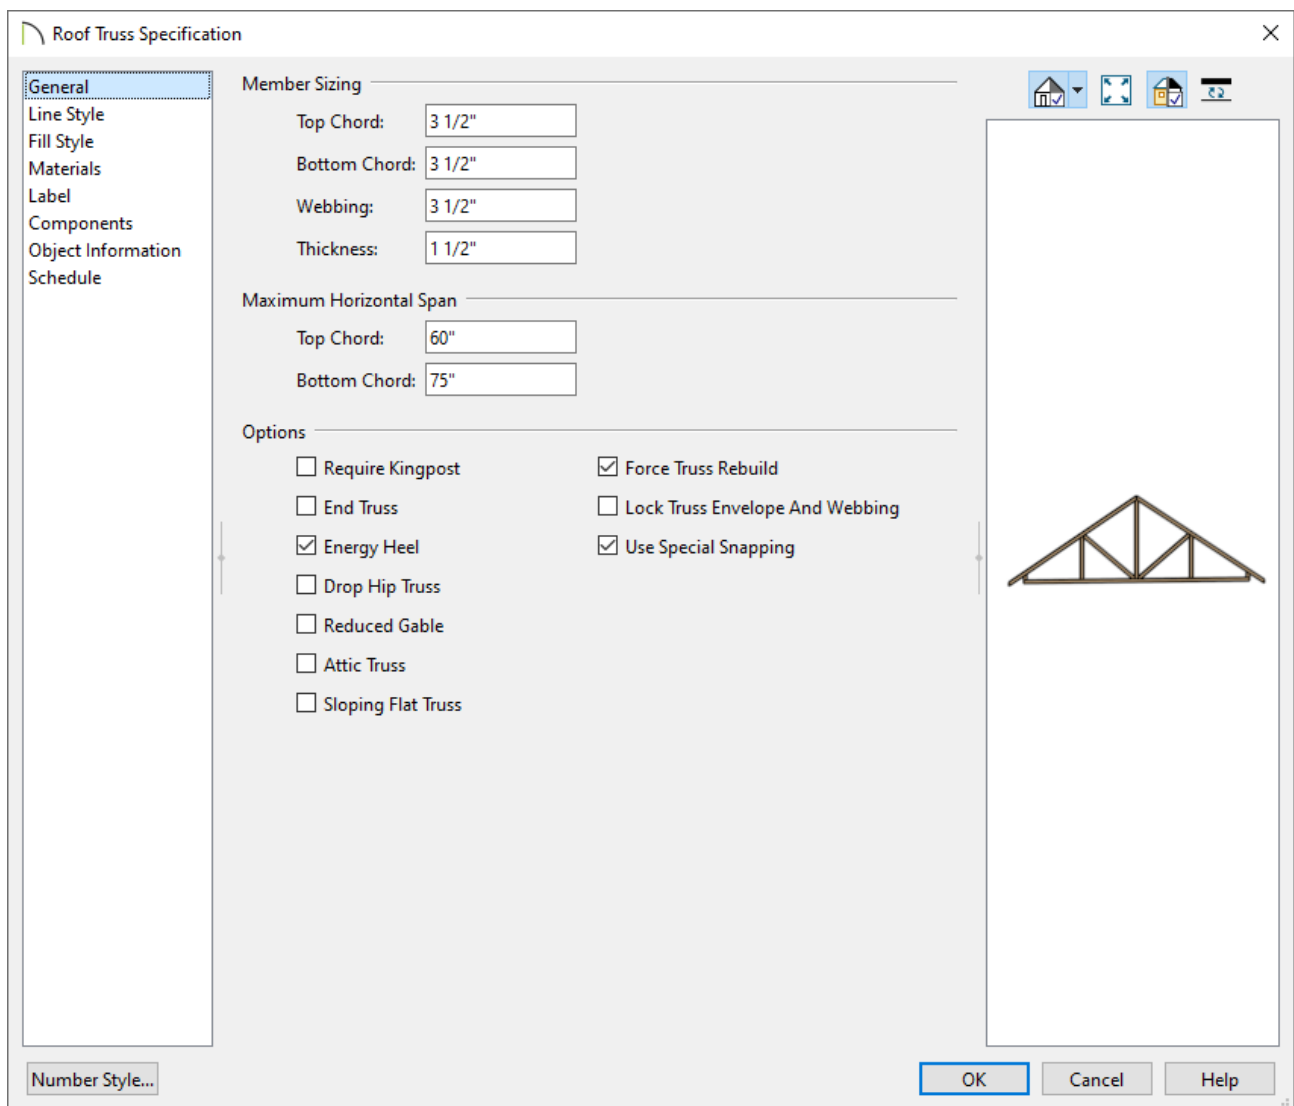 Roof Truss Specification
General
Line Style
Fill Style
Materials
Label
Components
Object Information
Schedule
Member Sizing
Top Chord: 3 1/2"
Bottom Chord: 3 1/2"
Webbing: 3 1/2"
Thickness: 1 1/2"
Maximum Horizontal Span
Top Chord: 60"
Bottom Chord: 75"
Options
Require Kingpost
End Truss
Energy Heel
Drop Hip Truss
Reduced Gable
Attic Truss
Sloping Flat Truss
Force Truss Rebuild
Lock Truss Envelope And Webbing
Use Special Snapping
Number Style...
OK
Cancel
Help